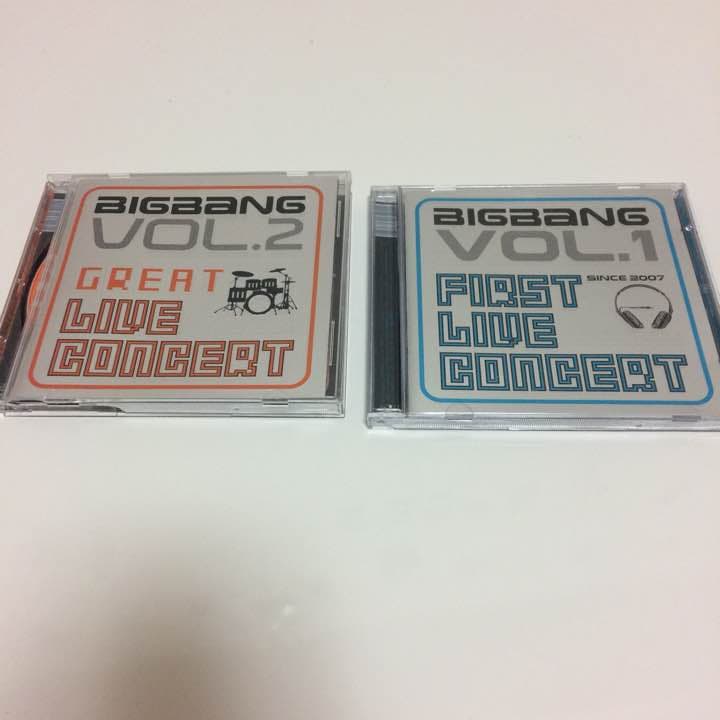 BIGBANG
VOL.2
GREAT
LIVE
CONCERT
BIGBANG
VOL.1
FIRST
SINCE 2007
LIVE
CONCERT